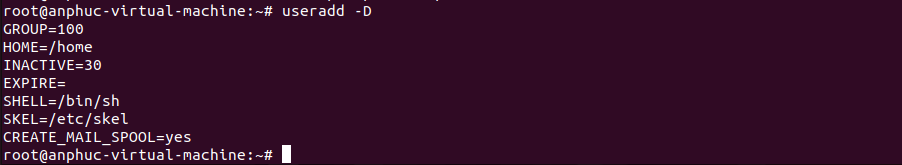 root@anphuc-virtual-machine:~# useradd -D
GROUP=100
HOME=/home
INACTIVE=30
EXPIRE=
SHELL=/bin/sh
SKEL=/etc/skel
CREATE_MAIL_SPOOL=yes
root@anphuc-virtual-machine:~#